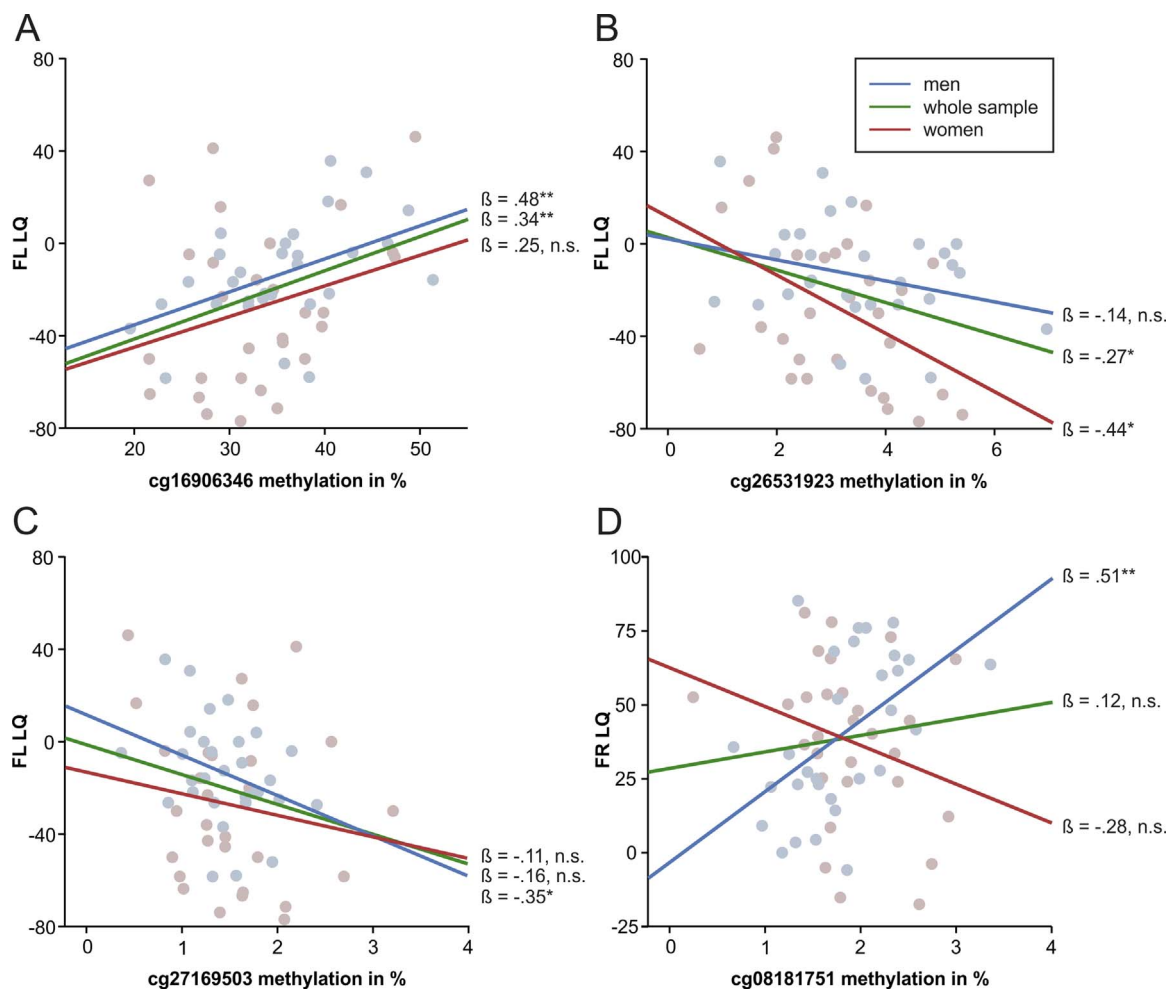 A
80
40
0
-40
-80
FL LQ
20 30 40 50
cg16906346 methylation in %
ß = .48**
ß = .34**
ß = .25, n.s.
B
80
40
0
-40
-80
FL LQ
0 2 4 6
cg26531923 methylation in %
men
whole sample
women
ß = -.14, n.s.
ß = -.27*
ß = -.44*
C
80
40
0
-40
-80
FL LQ
0 1 2 3 4
cg27169503 methylation in %
ß = -.11, n.s.
ß = -.16, n.s.
ß = -.35*
D
100
75
50
25
0
-25
FR LQ
0 1 2 3 4
cg08181751 methylation in %
ß = .51**
ß = .12, n.s.
ß = -.28, n.s.